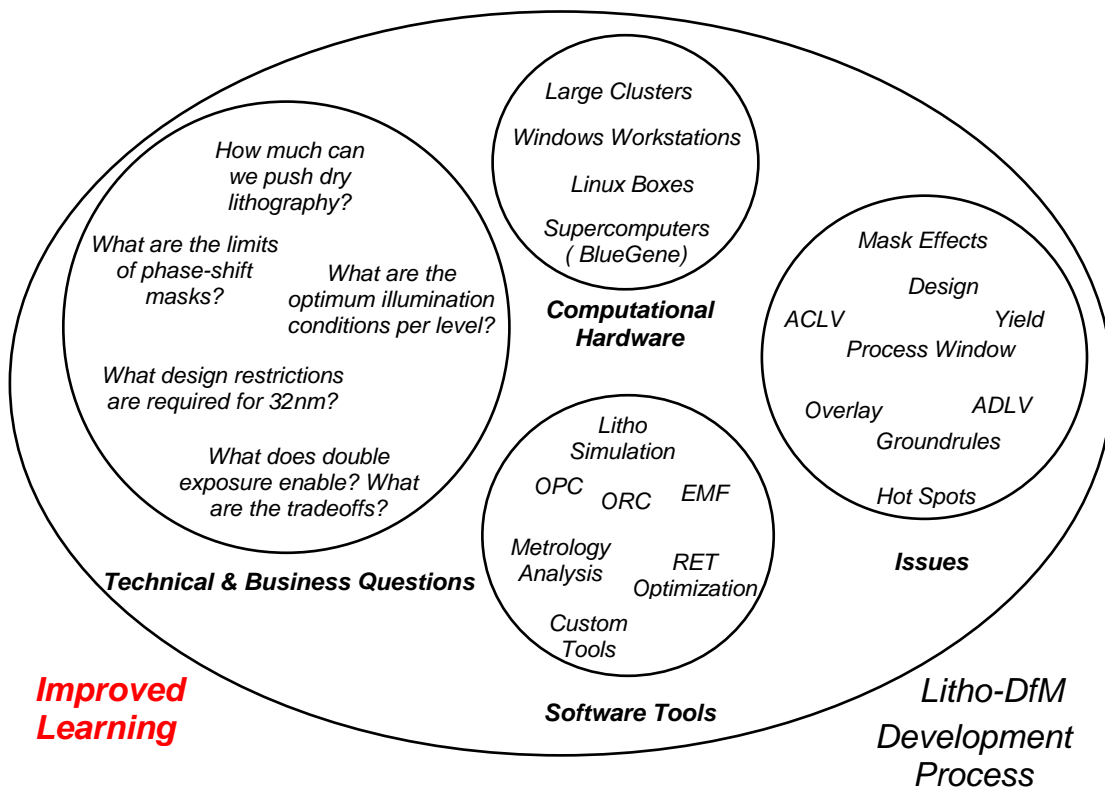 How much can
we push dry
lithography?
What are the limits
of phase-shift
masks?
What are the
optimum illumination
conditions per level?
What design restrictions
are required for 32nm?
What does double
exposure enable? What
are the tradeoffs?
Technical & Business Questions
Large Clusters
Windows Workstations
Linux Boxes
Supercomputers
( BlueGene)
Computational
Hardware
Litho
Simulation
OPC
ORC
EMF
Metrology
Analysis
RET
Optimization
Custom
Tools
Software Tools
Mask Effects
Design
ACLV
Yield
Process Window
Overlay
ADLV
Groundrules
Hot Spots
Issues
Improved
Learning
Litho-DfM
Development
Process